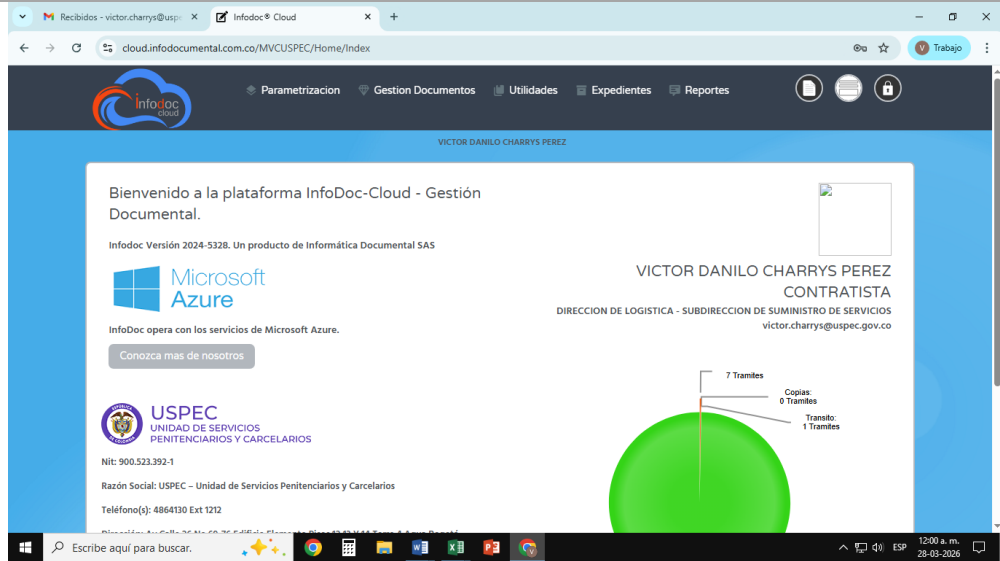 Recibidos - victor.charrys@uspe
Infodoc® Cloud
cloud.infodocumental.com.co/MVCUSPEC/Home/Index
V Trabajo
infodoc cloud
Parametrizacion Gestion Documentos Utilidades Expedientes Reportes
VICTOR DANILO CHARRYS PEREZ
Bienvenido a la plataforma InfoDoc-Cloud - Gestión
Documental.
Infodoc Versión 2024-5328. Un producto de Informática Documental SAS
Microsoft
Azure
InfoDoc opera con los servicios de Microsoft Azure.
Conozca mas de nosotros
VICTOR DANILO CHARRYS PEREZ
CONTRATISTA
DIRECCION DE LOGISTICA - SUBDIRECCION DE SUMINISTRO DE SERVICIOS
victor.charrys@uspec.gov.co
7 Tramites
Copias:
0 Tramites
Transito:
1 Tramites
USPEC
UNIDAD DE SERVICIOS
PENITENCIARIOS Y CARCELARIOS
Nit: 900.523.392-1
Razón Social: USPEC – Unidad de Servicios Penitenciarios y Carcelarios
Teléfono(s): 4864130 Ext 1212
Escribe aquí para buscar.
ESP
12:00 a. m.
28-03-2026